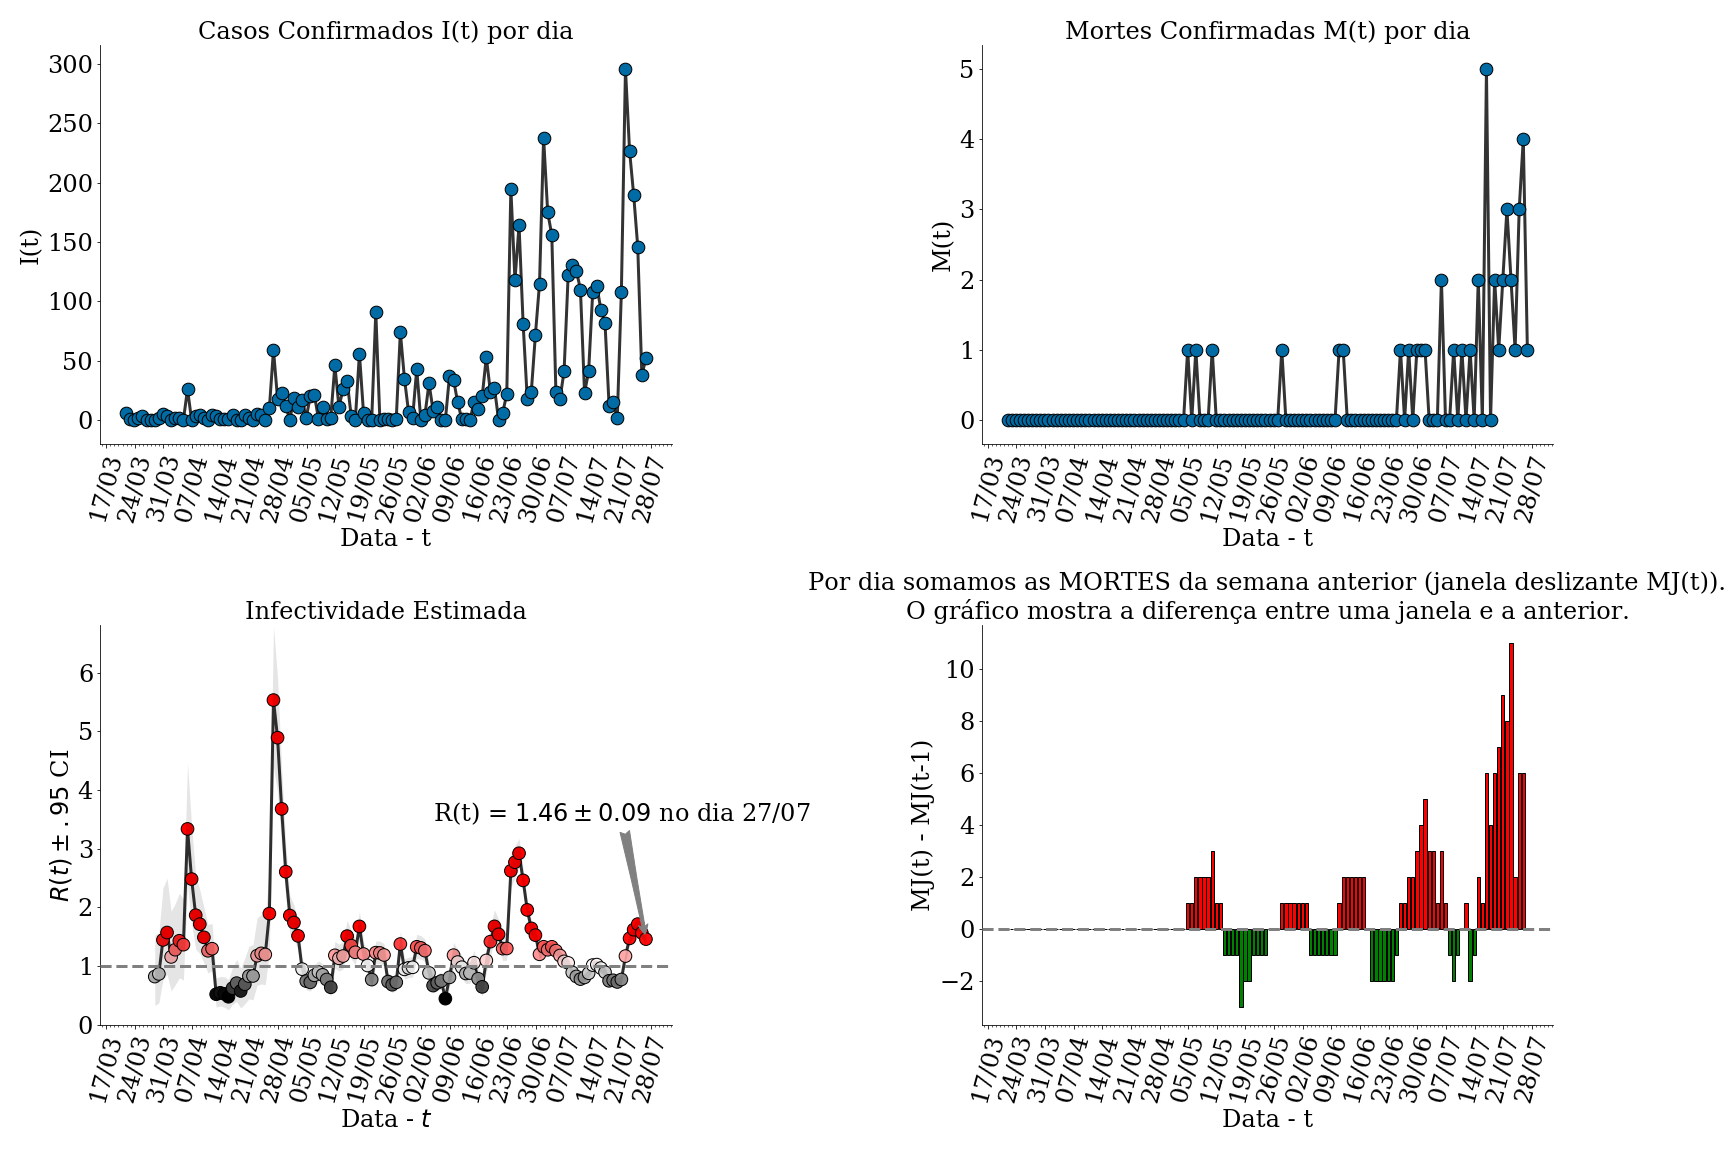 Casos Confirmados I(t) por dia
I(t)
300
250
200
150
100
50
0
17/03 24/03 31/03 07/04 14/04 21/04 28/04 05/05 12/05 19/05 26/05 02/06 09/06 16/06 23/06 30/06 07/07 14/07 21/07 28/07
Data - t
Mortes Confirmadas M(t) por dia
M(t)
5
4
3
2
1
0
17/03 24/03 31/03 07/04 14/04 21/04 28/04 05/05 12/05 19/05 26/05 02/06 09/06 16/06 23/06 30/06 07/07 14/07 21/07 28/07
Data - t
Infectividade Estimada
R(t) ± .95 CI
6
5
4
3
2
1
0
R(t) = 1.46 ± 0.09 no dia 27/07
17/03 24/03 31/03 07/04 14/04 21/04 28/04 05/05 12/05 19/05 26/05 02/06 09/06 16/06 23/06 30/06 07/07 14/07 21/07 28/07
Data - t
Por dia somamos as MORTES da semana anterior (janela deslizante MJ(t)).
O gráfico mostra a diferença entre uma janela e a anterior.
MJ(t) - MJ(t-1)
10
8
6
4
2
0
−2
17/03 24/03 31/03 07/04 14/04 21/04 28/04 05/05 12/05 19/05 26/05 02/06 09/06 16/06 23/06 30/06 07/07 14/07 21/07 28/07
Data - t